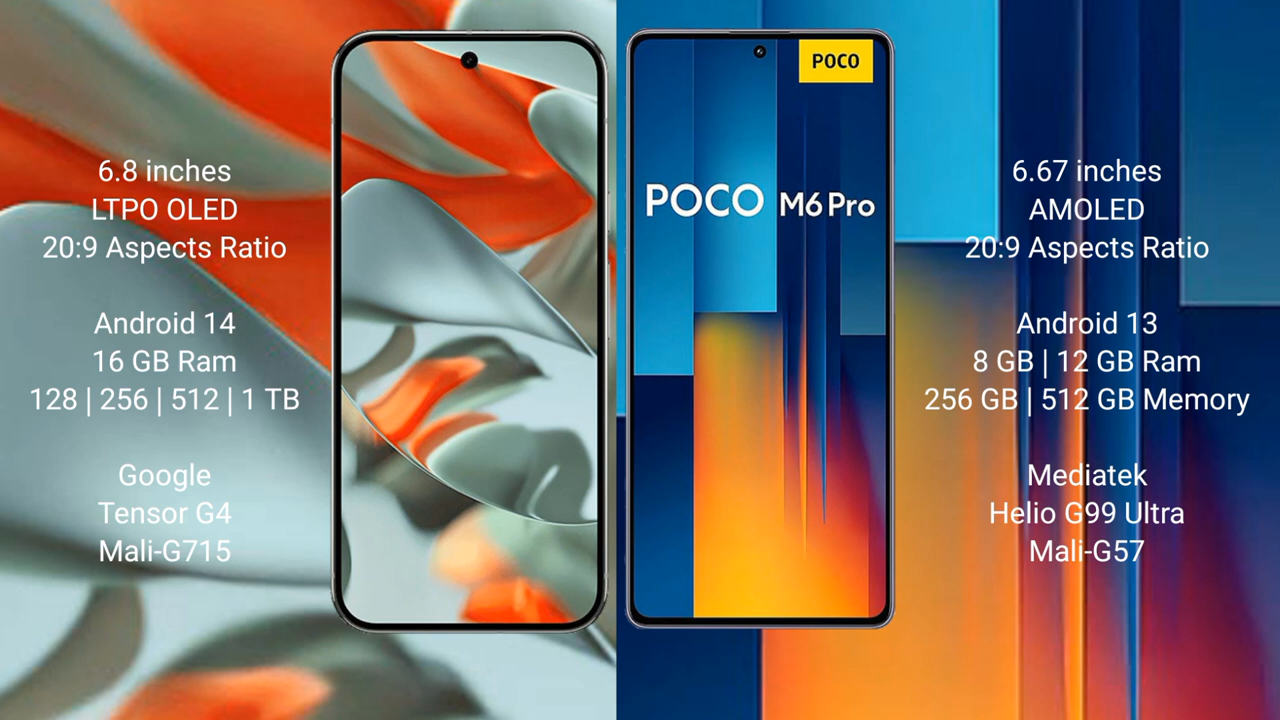 6.8 inches
LTPO OLED
20:9 Aspects Ratio
Android 14
16 GB Ram
128 | 256 | 512 | 1 TB
Google
Tensor G4
Mali-G715
POCO
POCO M6 Pro
6.67 inches
AMOLED
20:9 Aspects Ratio
Android 13
8 GB | 12 GB Ram
256 GB | 512 GB Memory
Mediatek
Helio G99 Ultra
Mali-G57